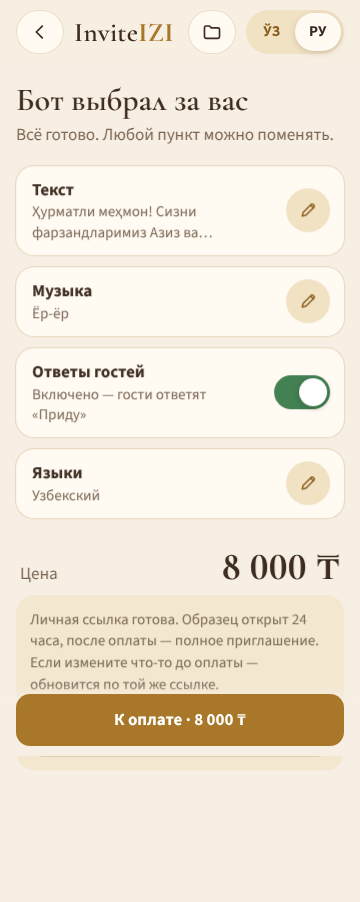 InviteIZI
ЎЗ
РУ
Бот выбрал за вас
Всё готово. Любой пункт можно поменять.
Текст
Ҳурматли меҳмон! Сизни
фарзандларимиз Азиз ва…
Музыка
Ёр-ёр
Ответы гостей
Включено — гости ответят
«Приду»
Языки
Узбекский
Цена
8 000 ₸
Личная ссылка готова. Образец открыт 24
часа, после оплаты — полное приглашение.
Если измените что-то до оплаты —
обновится по той же ссылке.
К оплате · 8 000 ₸